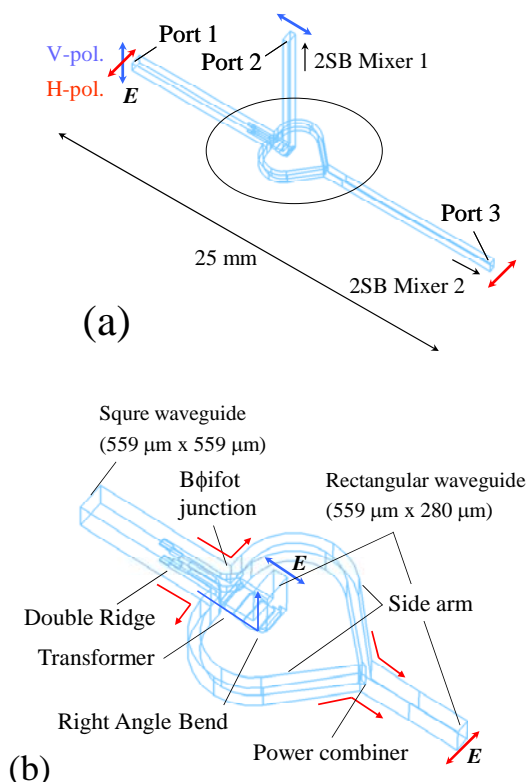 Port 1
V-pol.
Port 2
2SB Mixer 1
H-pol.
E
Port 3
25 mm
2SB Mixer 2
(a)
Squre waveguide
(559 μm x 559 μm)
Bϕifot
junction
Rectangular waveguide
(559 μm x 280 μm)
E
Double Ridge
Side arm
Transformer
Right Angle Bend
Power combiner
E
(b)